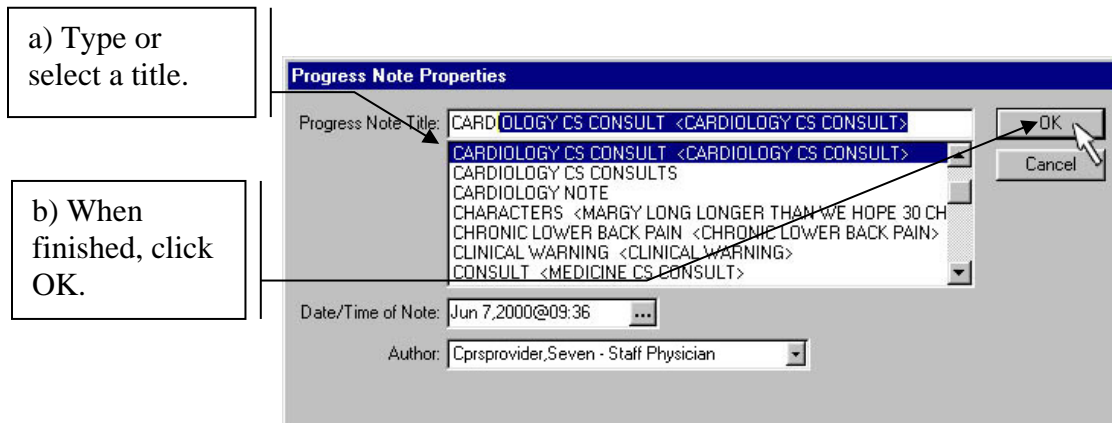 a) Type or
select a title.
Progress Note Properties
Progress Note Title: CARDIOLOGY CS CONSULT <CARDIOLOGY CS CONSULT>
OK
CARDIOLOGY CS CONSULT <CARDIOLOGY CS CONSULT>
Cancel
CARDIOLOGY CS CONSULTS
CARDIOLOGY NOTE
CHARACTERS <MARGY LONG LONGER THAN WE HOPE 30 CH
CHRONIC LOWER BACK PAIN <CHRONIC LOWER BACK PAIN>
CLINICAL WARNING <CLINICAL WARNING>
CONSULT <MEDICINE CS CONSULT>
b) When
finished, click
OK.
Date/Time of Note: Jun 7,2000@09:36 ...
Author: Cprsprovider,Seven - Staff Physician